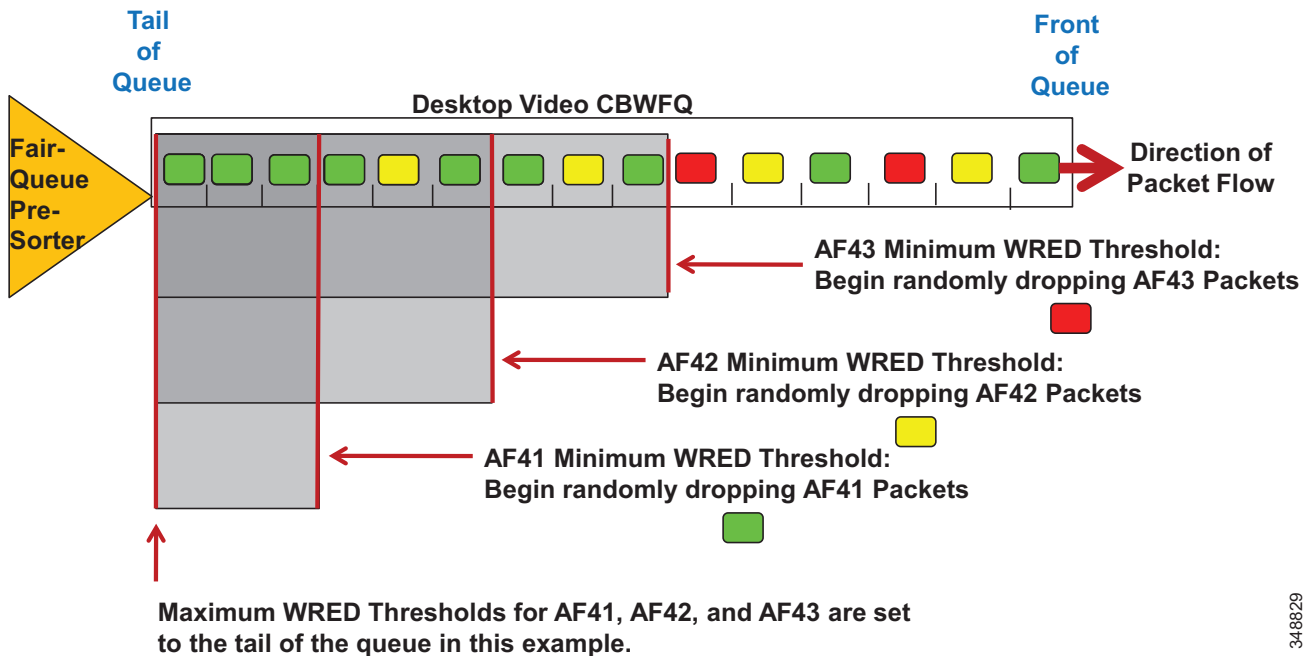 Tail
of
Queue
Front
of
Queue
Desktop Video CBWFQ
Fair-
Queue
Pre-
Sorter
Direction of
Packet Flow
AF43 Minimum WRED Threshold:
Begin randomly dropping AF43 Packets
AF42 Minimum WRED Threshold:
Begin randomly dropping AF42 Packets
AF41 Minimum WRED Threshold:
Begin randomly dropping AF41 Packets
Maximum WRED Thresholds for AF41, AF42, and AF43 are set
to the tail of the queue in this example.
348829